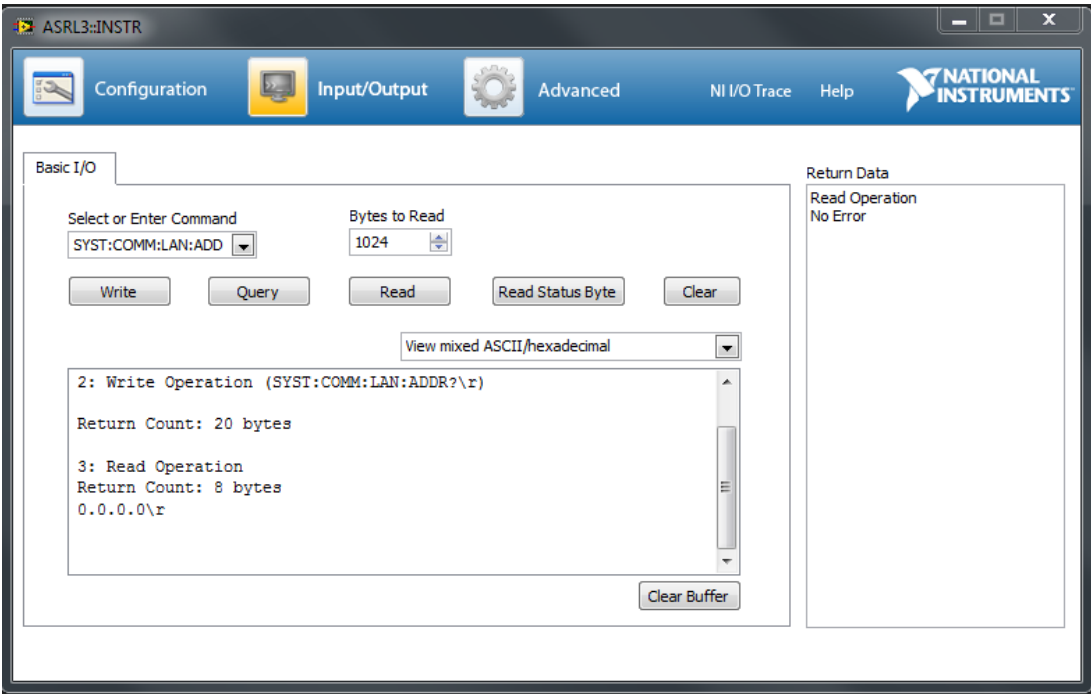 ASRL3::INSTR
Configuration
Input/Output
Advanced
NI I/O Trace
Help
NATIONAL
INSTRUMENTS
Basic I/O
Select or Enter Command
Bytes to Read
SYST:COMM:LAN:ADD
1024
Write
Query
Read
Read Status Byte
Clear
View mixed ASCII/hexadecimal
2: Write Operation (SYST:COMM:LAN:ADDR?\r)
Return Count: 20 bytes
3: Read Operation
Return Count: 8 bytes
0.0.0.0\r
Clear Buffer
Return Data
Read Operation
No Error